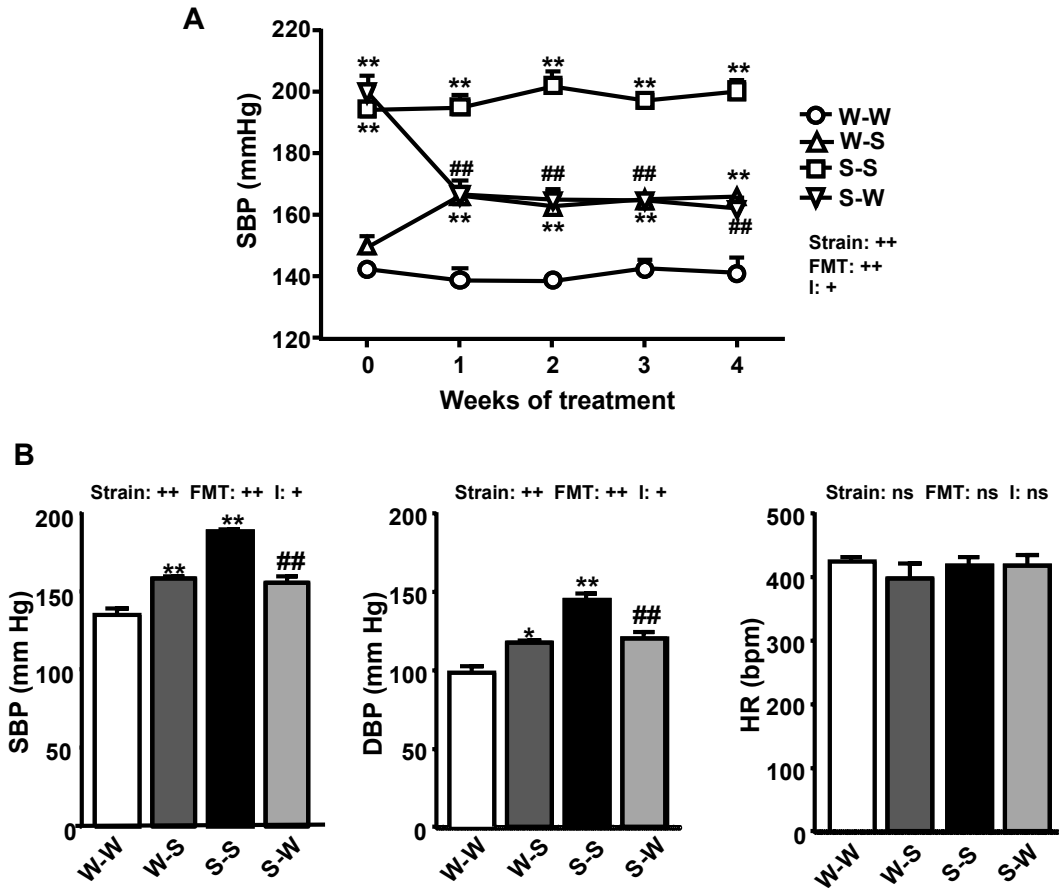 A
220
200
180
160
140
120
SBP (mmHg)
** ** ** ** **
**
## ## ## **
** ** ** ##
0 1 2 3 4
Weeks of treatment
W-W
W-S
S-S
S-W
Strain: ++
FMT: ++
I: +
B
Strain: ++ FMT: ++ I: +
200
150
100
50
0
SBP (mm Hg)
** ** ##
W-W W-S S-S S-W
Strain: ++ FMT: ++ I: +
200
150
100
50
0
DBP (mm Hg)
* ** ##
W-W W-S S-S S-W
Strain: ns FMT: ns I: ns
500
400
300
200
100
0
HR (bpm)
W-W W-S S-S S-W